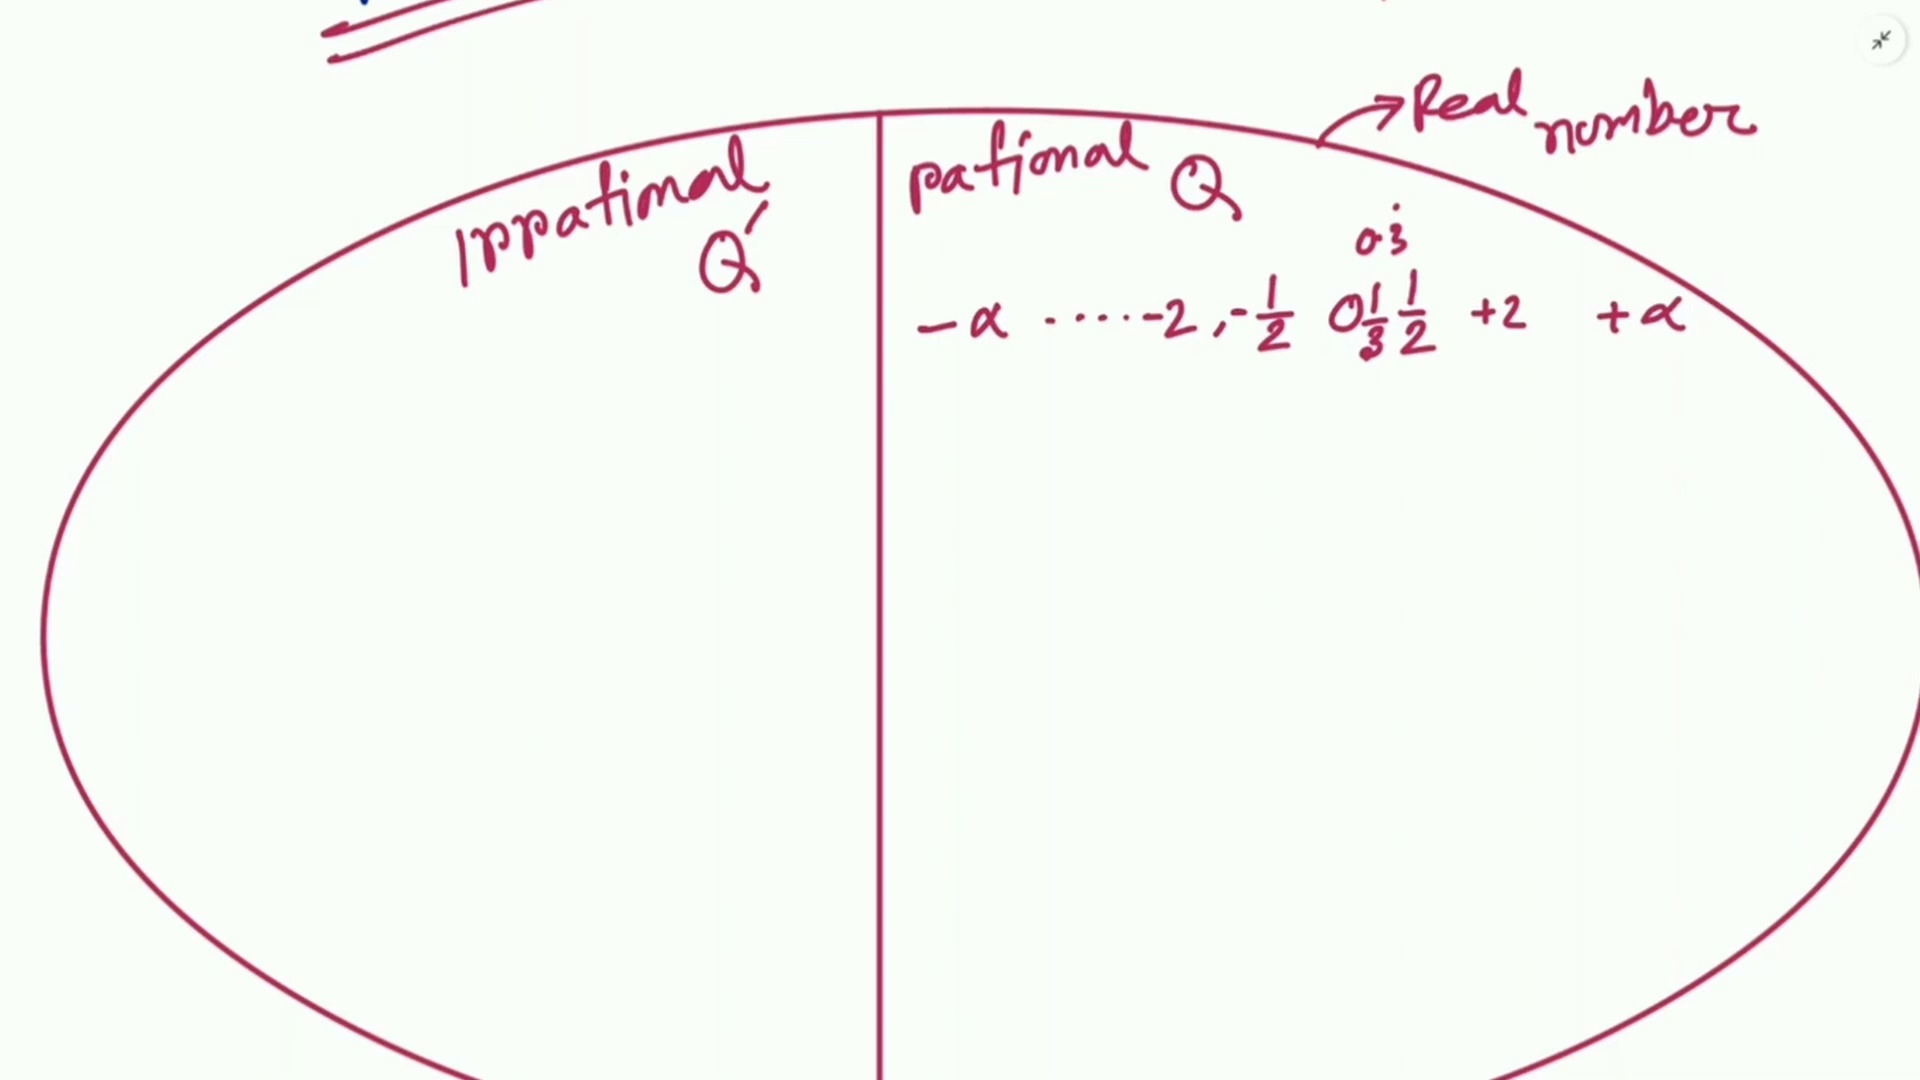 Real number
Irrational
Q′
rational Q
0.3̇
-α ·····-2, -1/2 0 1/3 1/2 +2 +α